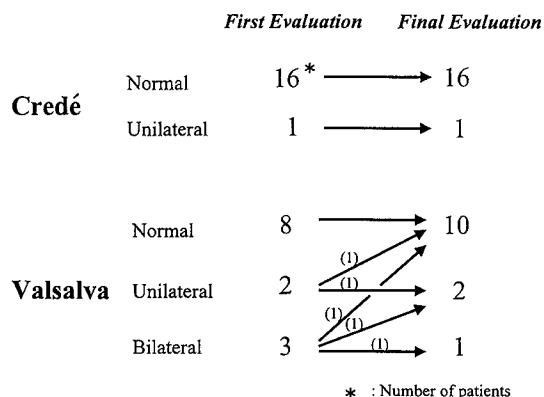 First Evaluation Final Evaluation
Normal 16* 16
Credé
Unilateral 1 1
Normal 8 10
(1)
Valsalva Unilateral 2 (1) 2
(1) (1)
Bilateral 3 (1) 1
* : Number of patients